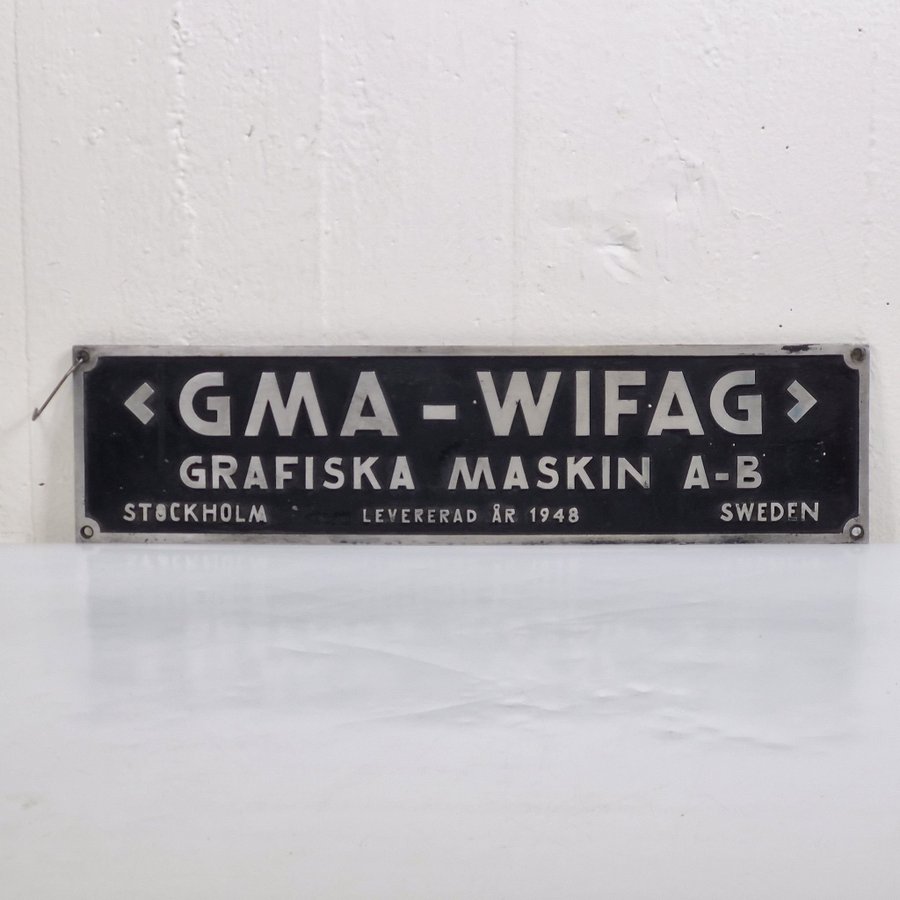 <GMA-WIFAG>
GRAFISKA MASKIN A-B
STOCKHOLM LEVERERAD ÅR 1948 SWEDEN